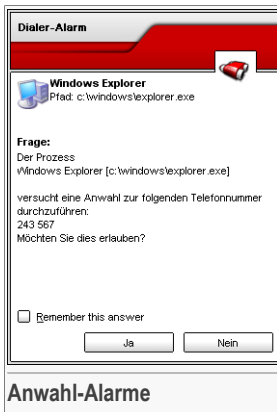 Dialer-Alarm
Windows Explorer
Pfad: c:\windows\explorer.exe
Frage:
Der Prozess
Windows Explorer [c:\windows\explorer.exe]
versucht eine Anwahl zur folgenden Telefonnummer
durchzuführen:
243 567
Möchten Sie dies erlauben?
Remember this answer
Ja
Nein
Anwahl-Alarme